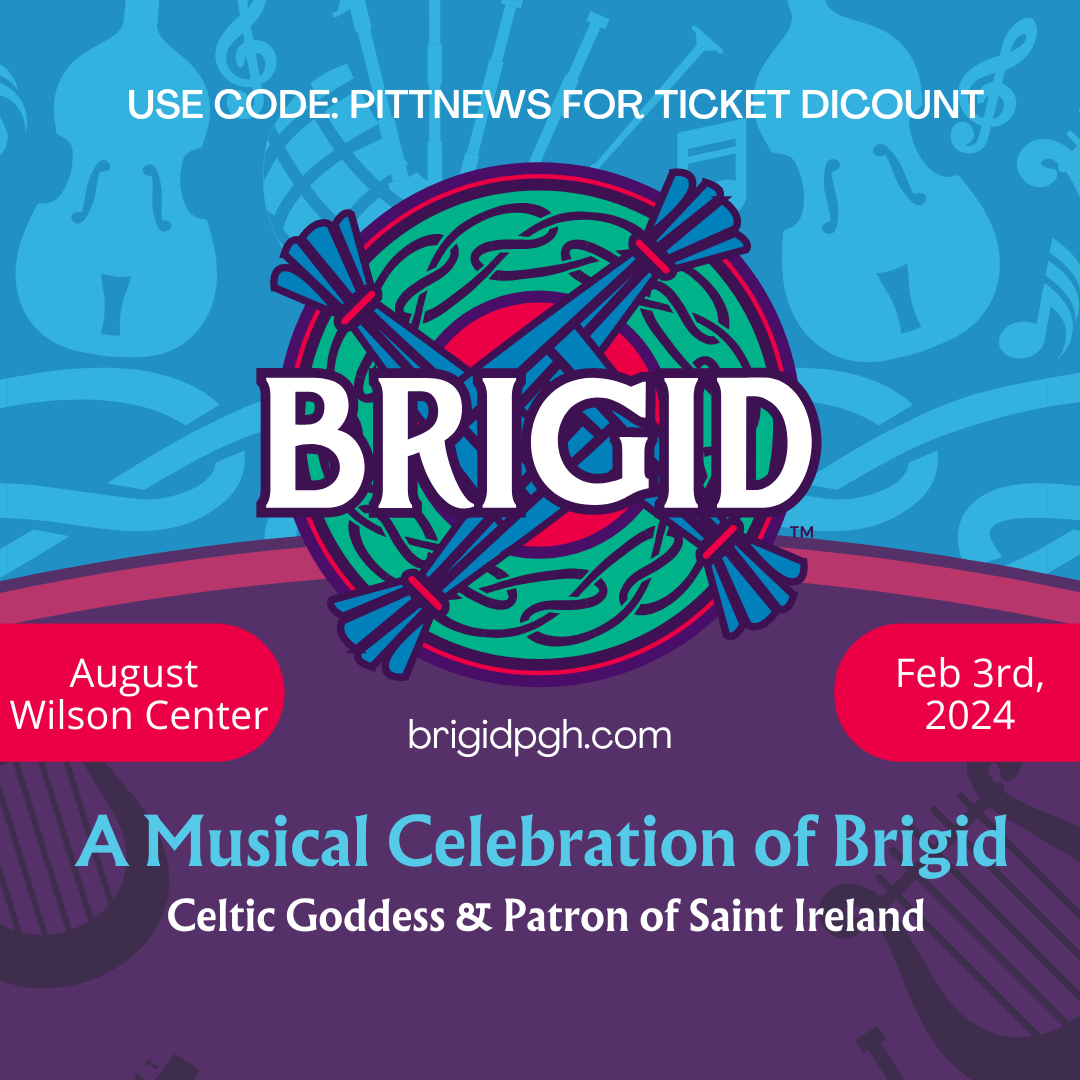 USE CODE: PITTNEWS FOR TICKET DICOUNT
BRIGID
TM
August
Wilson Center
Feb 3rd,
2024
brigidpgh.com
A Musical Celebration of Brigid
Celtic Goddess & Patron of Saint Ireland